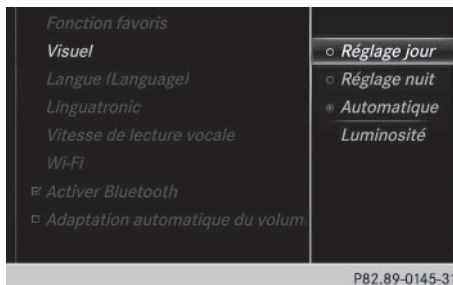 Fonction favoris
Visuel
Langue (Language)
Linguatronic
Vitesse de lecture vocale
Wi-Fi
Activer Bluetooth
Adaptation automatique du volum
Réglage jour
Réglage nuit
Automatique
Luminosité
P82.89-0145-31